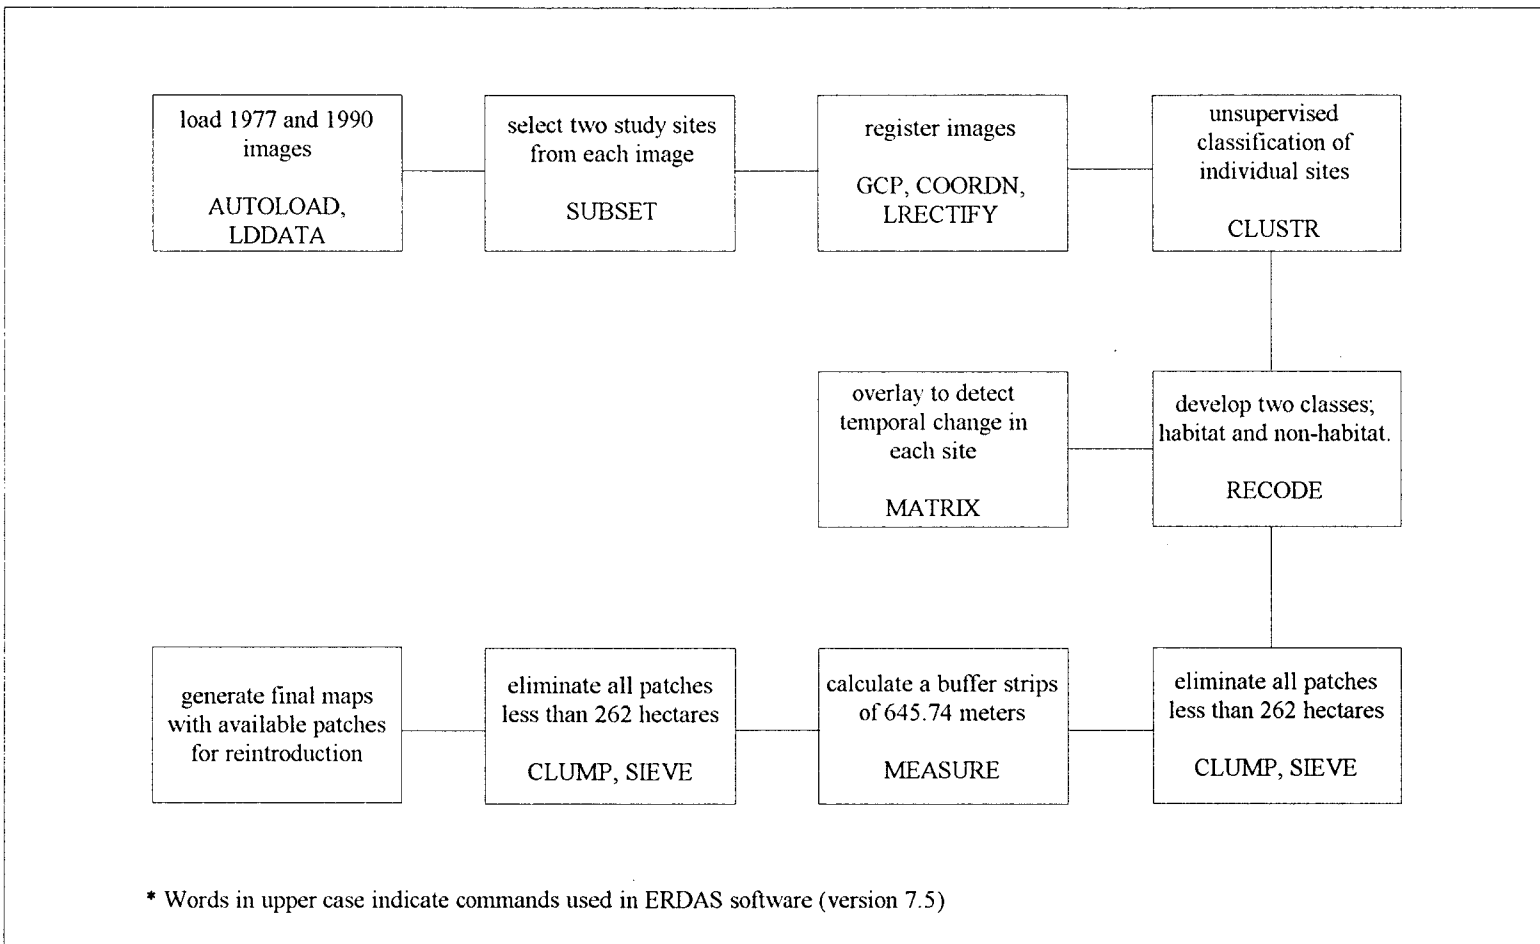 load 1977 and 1990
images
AUTOLOAD,
LDDATA
select two study sites
from each image
SUBSET
register images
GCP, COORDN,
LRECTIFY
unsupervised
classification of
individual sites
CLUSTR
overlay to detect
temporal change in
each site
MATRIX
develop two classes;
habitat and non-habitat.
RECODE
generate final maps
with available patches
for reintroduction
eliminate all patches
less than 262 hectares
CLUMP, SIEVE
calculate a buffer strips
of 645.74 meters
MEASURE
eliminate all patches
less than 262 hectares
CLUMP, SIEVE
* Words in upper case indicate commands used in ERDAS software (version 7.5)